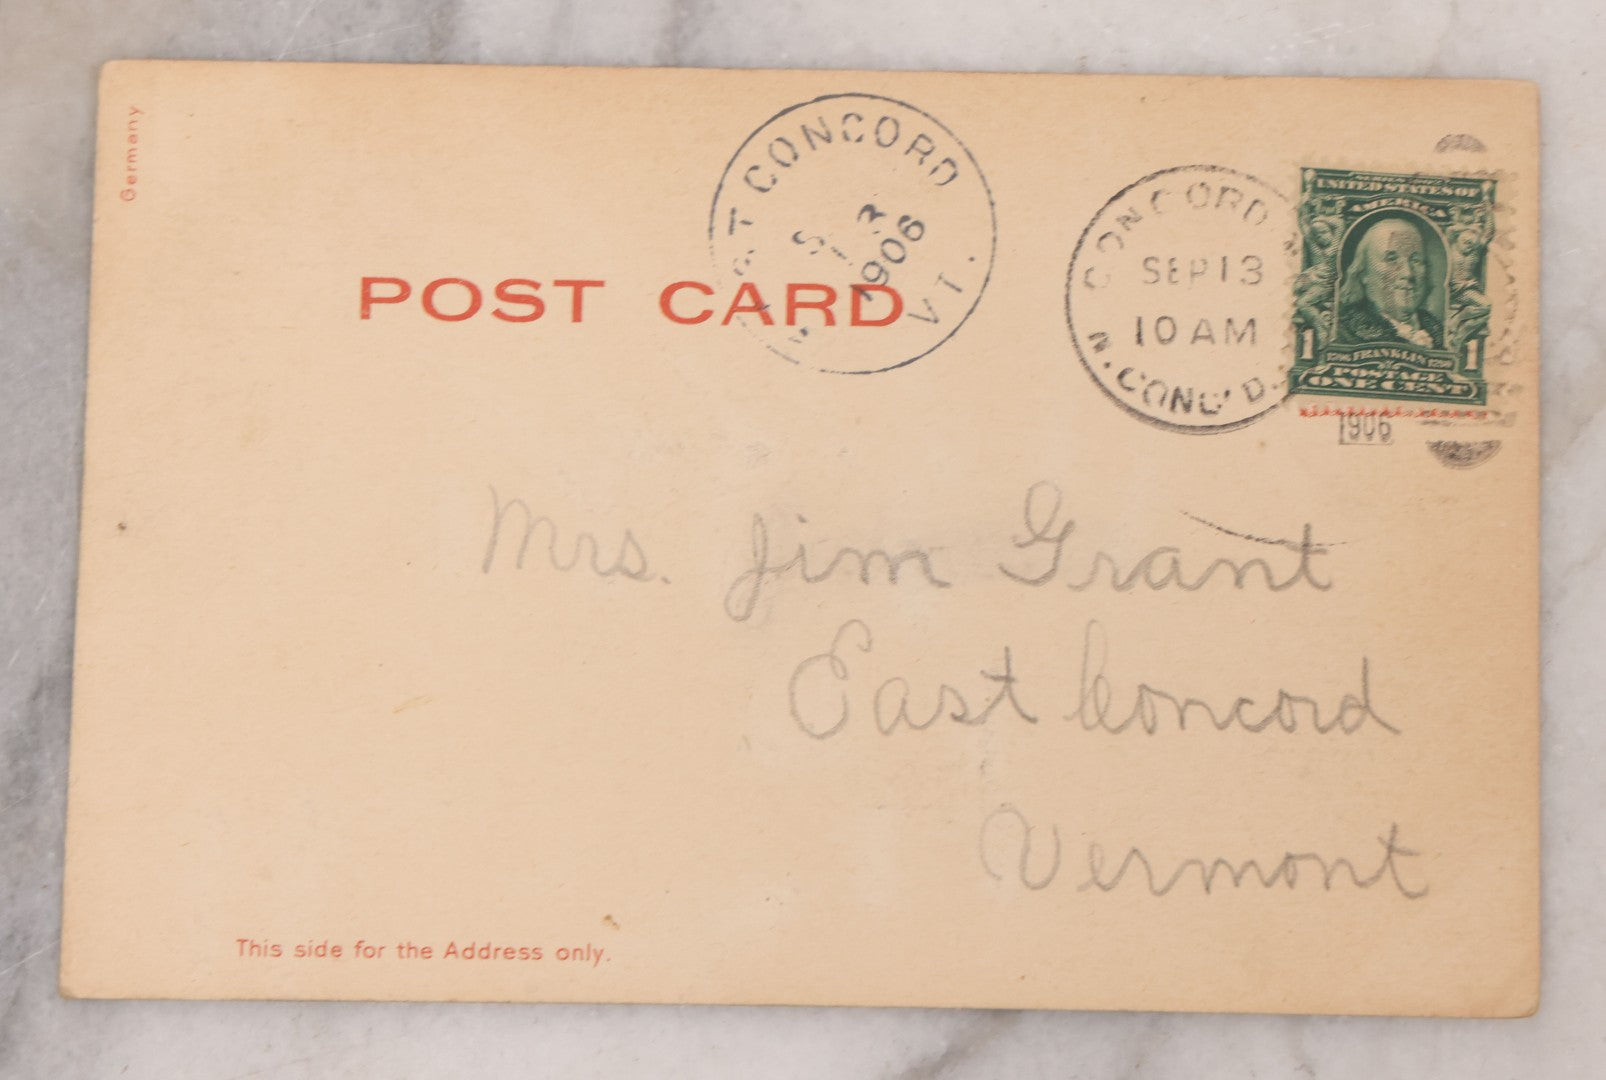 Germany
CONCORD
VT.
S 13
1906
CONCORD
SEP 13
10 AM
UNITED STATES OF
AMERICA
1 FRANKLIN 1
POSTAGE
ONE CENT
1906
POST CARD
Mrs. Jim Grant
East Concord
Vermont
This side for the Address only.